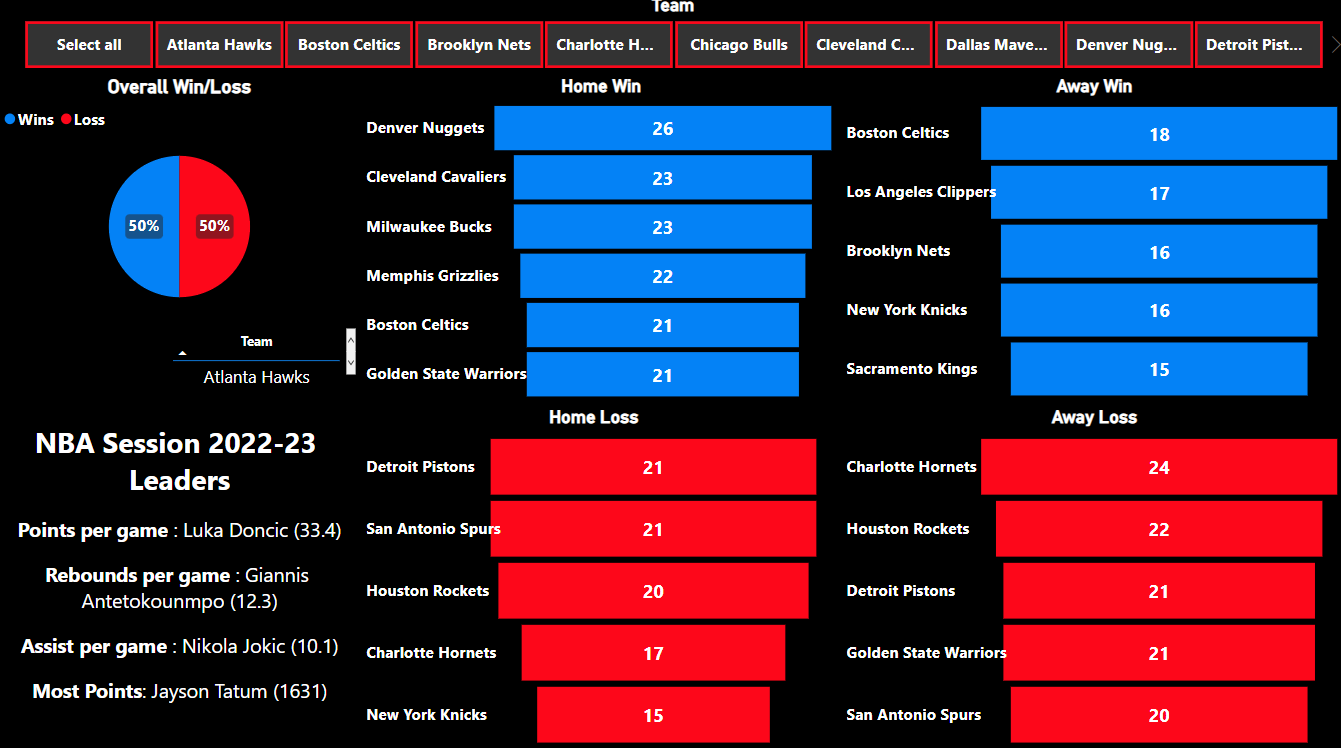 Team
Select all
Atlanta Hawks
Boston Celtics
Brooklyn Nets
Charlotte H...
Chicago Bulls
Cleveland C...
Dallas Mave...
Denver Nug...
Detroit Pist...
Overall Win/Loss
Wins
Loss
50%
50%
Team
Atlanta Hawks
NBA Session 2022-23
Leaders
Points per game : Luka Doncic (33.4)
Rebounds per game : Giannis
Antetokounmpo (12.3)
Assist per game : Nikola Jokic (10.1)
Most Points: Jayson Tatum (1631)
Home Win
Denver Nuggets 26
Cleveland Cavaliers 23
Milwaukee Bucks 23
Memphis Grizzlies 22
Boston Celtics 21
Golden State Warriors 21
Away Win
Boston Celtics 18
Los Angeles Clippers 17
Brooklyn Nets 16
New York Knicks 16
Sacramento Kings 15
Home Loss
Detroit Pistons 21
San Antonio Spurs 21
Houston Rockets 20
Charlotte Hornets 17
New York Knicks 15
Away Loss
Charlotte Hornets 24
Houston Rockets 22
Detroit Pistons 21
Golden State Warriors 21
San Antonio Spurs 20